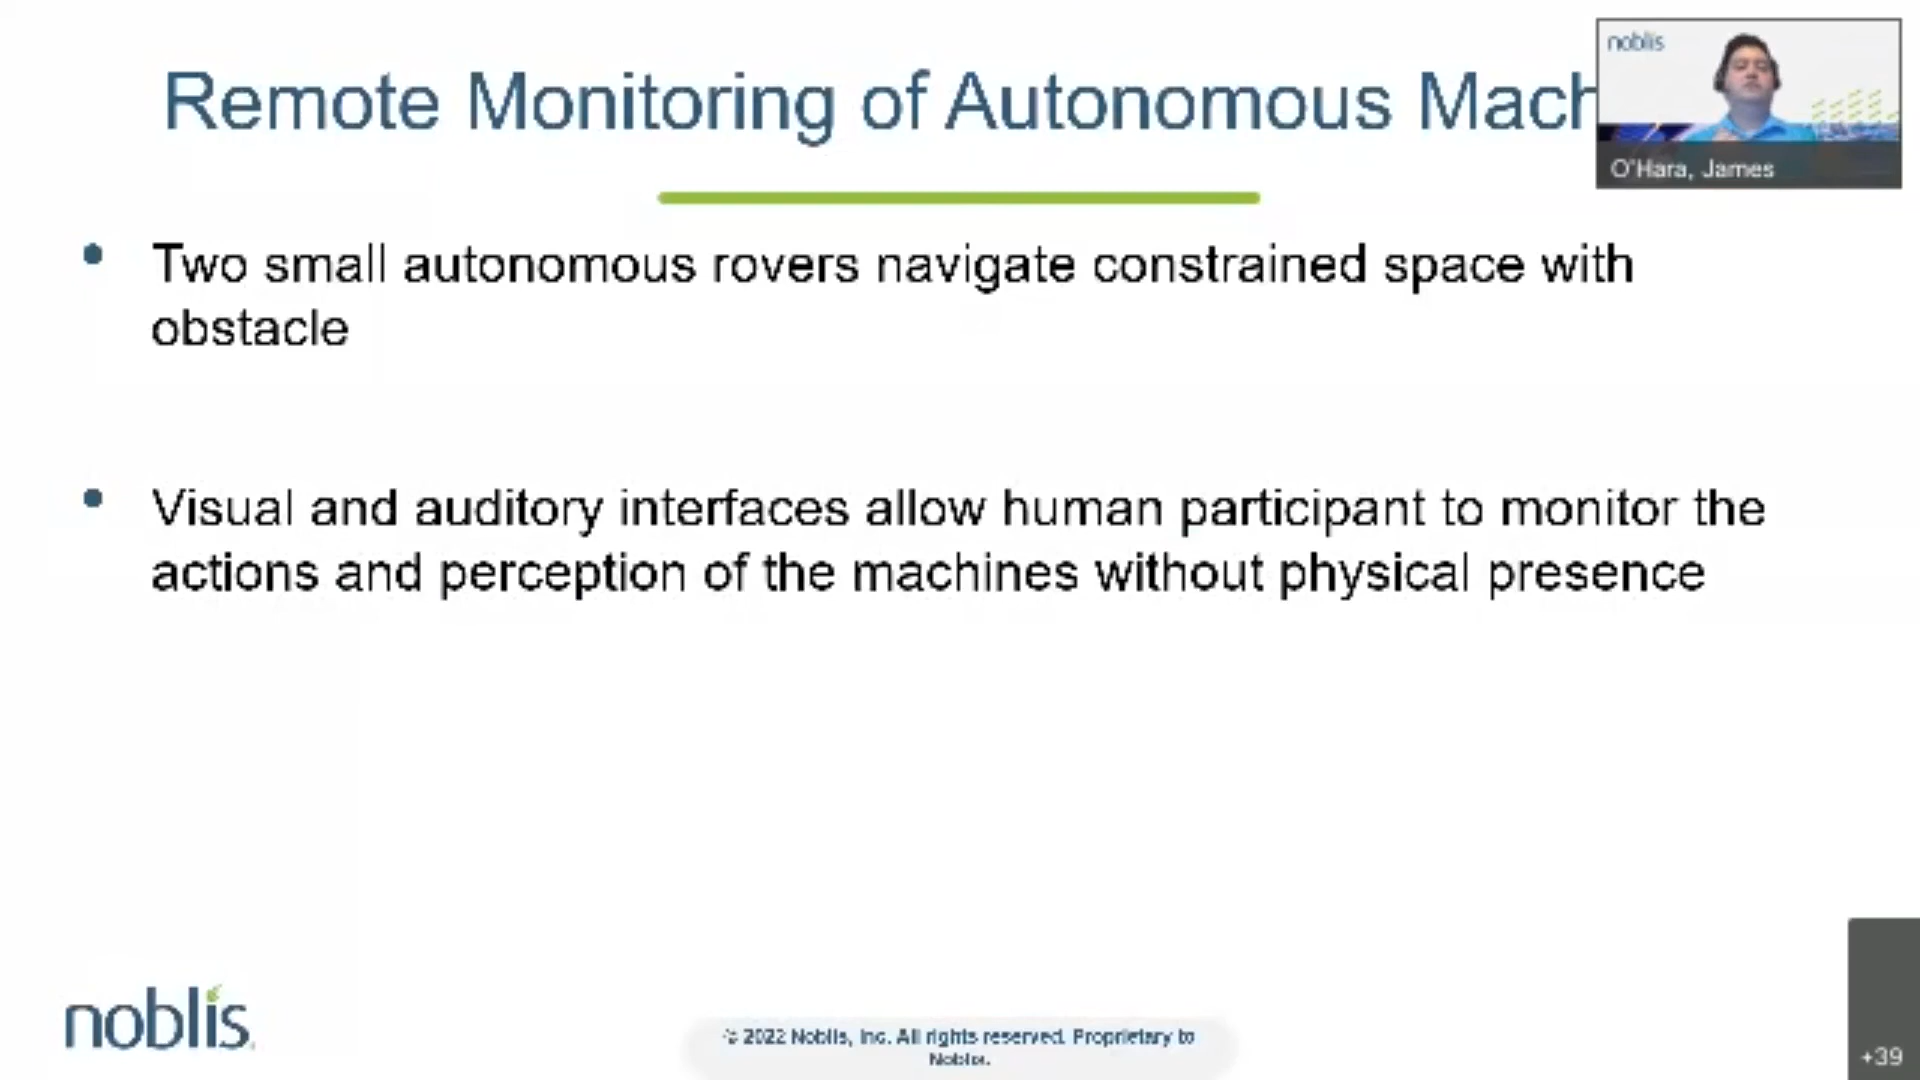 Remote Monitoring of Autonomous Mach
noblis
O'Hara, James
• Two small autonomous rovers navigate constrained space with
obstacle
• Visual and auditory interfaces allow human participant to monitor the
actions and perception of the machines without physical presence
noblis
© 2022 Noblis, Inc. All rights reserved. Proprietary to
Noblis.
+39